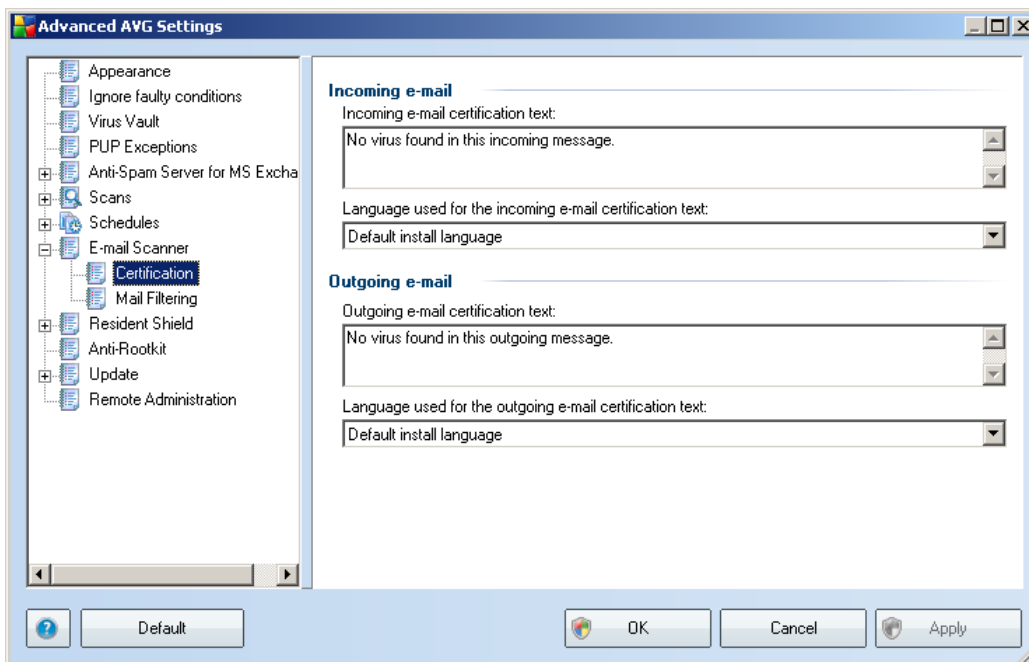 Advanced AVG Settings
Appearance
Ignore faulty conditions
Virus Vault
PUP Exceptions
Anti-Spam Server for MS Excha
Scans
Schedules
E-mail Scanner
Certification
Mail Filtering
Resident Shield
Anti-Rootkit
Update
Remote Administration
Incoming e-mail
Incoming e-mail certification text:
No virus found in this incoming message.
Language used for the incoming e-mail certification text:
Default install language
Outgoing e-mail
Outgoing e-mail certification text:
No virus found in this outgoing message.
Language used for the outgoing e-mail certification text:
Default install language
Default
OK
Cancel
Apply